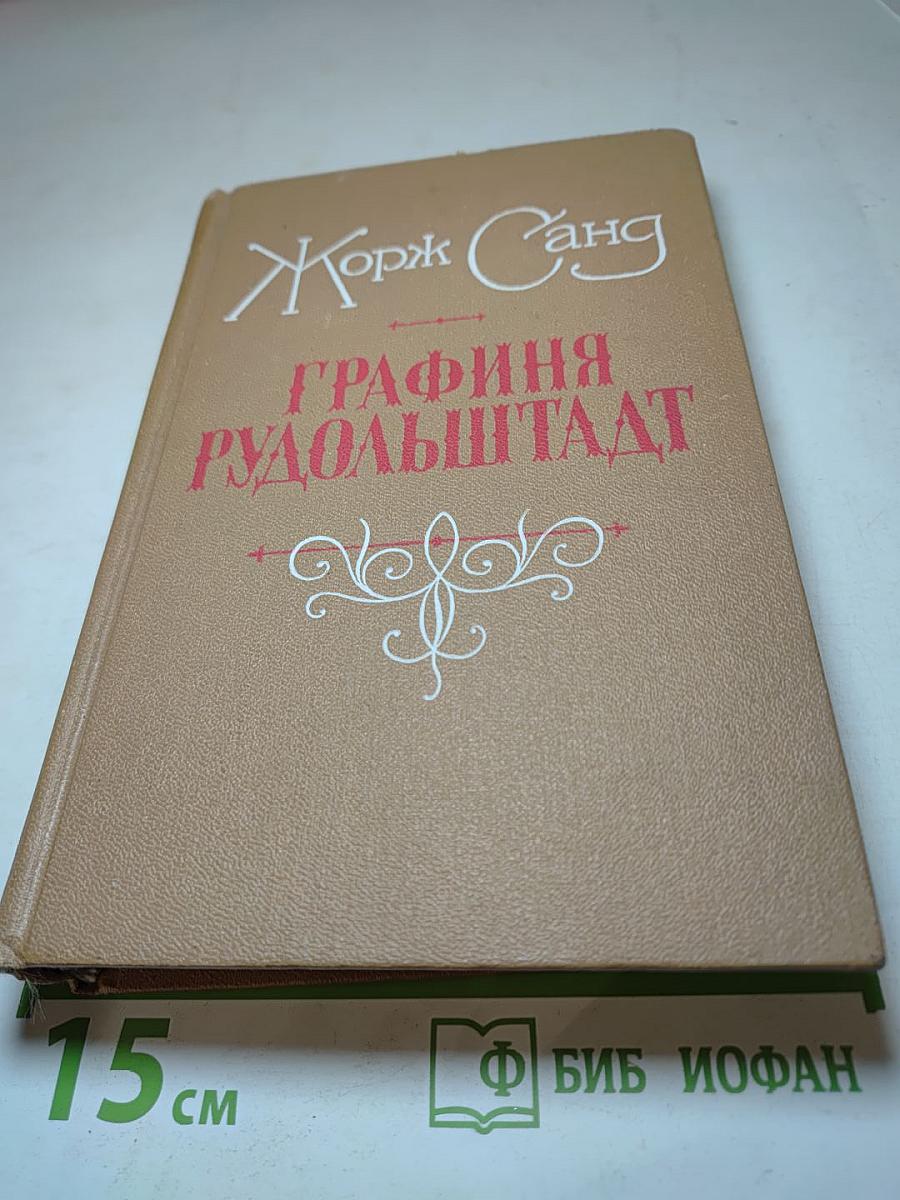 Жорж Санд
ГРАФИНЯ
РУДОЛЬШТАДТ
15 см
Ф БИБ ИОФАН